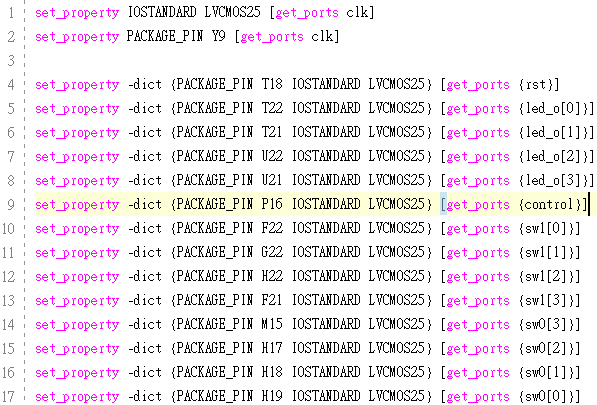 1 set_property IOSTANDARD LVCMOS25 [get_ports clk]
2 set_property PACKAGE_PIN Y9 [get_ports clk]
3
4 set_property -dict {PACKAGE_PIN T18 IOSTANDARD LVCMOS25} [get_ports {rst}]
5 set_property -dict {PACKAGE_PIN T22 IOSTANDARD LVCMOS25} [get_ports {led_o[0]}]
6 set_property -dict {PACKAGE_PIN T21 IOSTANDARD LVCMOS25} [get_ports {led_o[1]}]
7 set_property -dict {PACKAGE_PIN U22 IOSTANDARD LVCMOS25} [get_ports {led_o[2]}]
8 set_property -dict {PACKAGE_PIN U21 IOSTANDARD LVCMOS25} [get_ports {led_o[3]}]
9 set_property -dict {PACKAGE_PIN P16 IOSTANDARD LVCMOS25} [get_ports {control}]
10 set_property -dict {PACKAGE_PIN F22 IOSTANDARD LVCMOS25} [get_ports {sw1[0]}]
11 set_property -dict {PACKAGE_PIN G22 IOSTANDARD LVCMOS25} [get_ports {sw1[1]}]
12 set_property -dict {PACKAGE_PIN H22 IOSTANDARD LVCMOS25} [get_ports {sw1[2]}]
13 set_property -dict {PACKAGE_PIN F21 IOSTANDARD LVCMOS25} [get_ports {sw1[3]}]
14 set_property -dict {PACKAGE_PIN M15 IOSTANDARD LVCMOS25} [get_ports {sw0[3]}]
15 set_property -dict {PACKAGE_PIN H17 IOSTANDARD LVCMOS25} [get_ports {sw0[2]}]
16 set_property -dict {PACKAGE_PIN H18 IOSTANDARD LVCMOS25} [get_ports {sw0[1]}]
17 set_property -dict {PACKAGE_PIN H19 IOSTANDARD LVCMOS25} [get_ports {sw0[0]}]